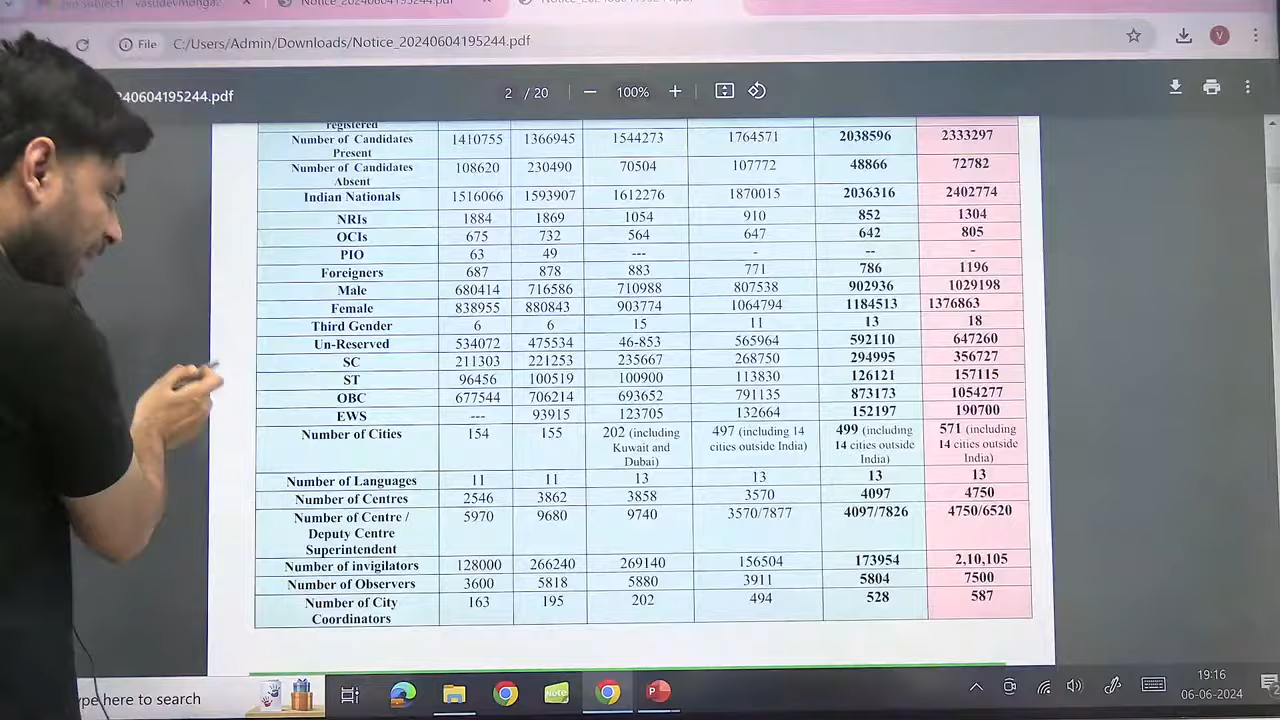 Notice_20240604195244.pdf
File C:/Users/Admin/Downloads/Notice_20240604195244.pdf V
40604195244.pdf 2 / 20 100%
registered
Number of Candidates Present 1410755 1366945 1544273 1764571 2038596 2333297
Number of Candidates Absent 108620 230490 70504 107772 48866 72782
Indian Nationals 1516066 1593907 1612276 1870015 2036316 2402774
NRIs 1884 1869 1054 910 852 1304
OCIs 675 732 564 647 642 805
PIO 63 49 --- - -- -
Foreigners 687 878 883 771 786 1196
Male 680414 716586 710988 807538 902936 1029198
Female 838955 880843 903774 1064794 1184513 1376863
Third Gender 6 6 15 11 13 18
Un-Reserved 534072 475534 46-853 565964 592110 647260
SC 211303 221253 235667 268750 294995 356727
ST 96456 100519 100900 113830 126121 157115
OBC 677544 706214 693652 791135 873173 1054277
EWS --- 93915 123705 132664 152197 190700
Number of Cities 154 155 202 (including Kuwait and Dubai) 497 (including 14 cities outside India) 499 (including 14 cities outside India) 571 (including 14 cities outside India)
Number of Languages 11 11 13 13 13 13
Number of Centres 2546 3862 3858 3570 4097 4750
Number of Centre / Deputy Centre Superintendent 5970 9680 9740 3570/7877 4097/7826 4750/6520
Number of invigilators 128000 266240 269140 156504 173954 2,10,105
Number of Observers 3600 5818 5880 3911 5804 7500
Number of City Coordinators 163 195 202 494 528 587
ype here to search Note 19:16
06-06-2024